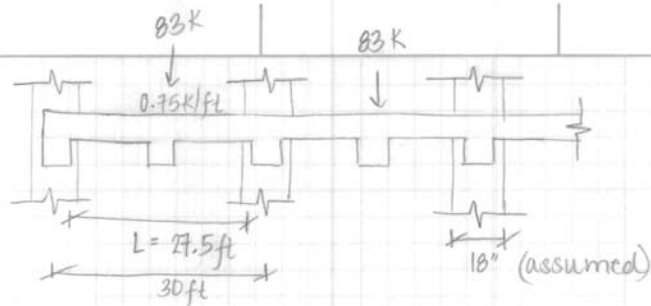 83K
83K
0.75K/ft
L = 27.5ft
30ft
18" (assumed)